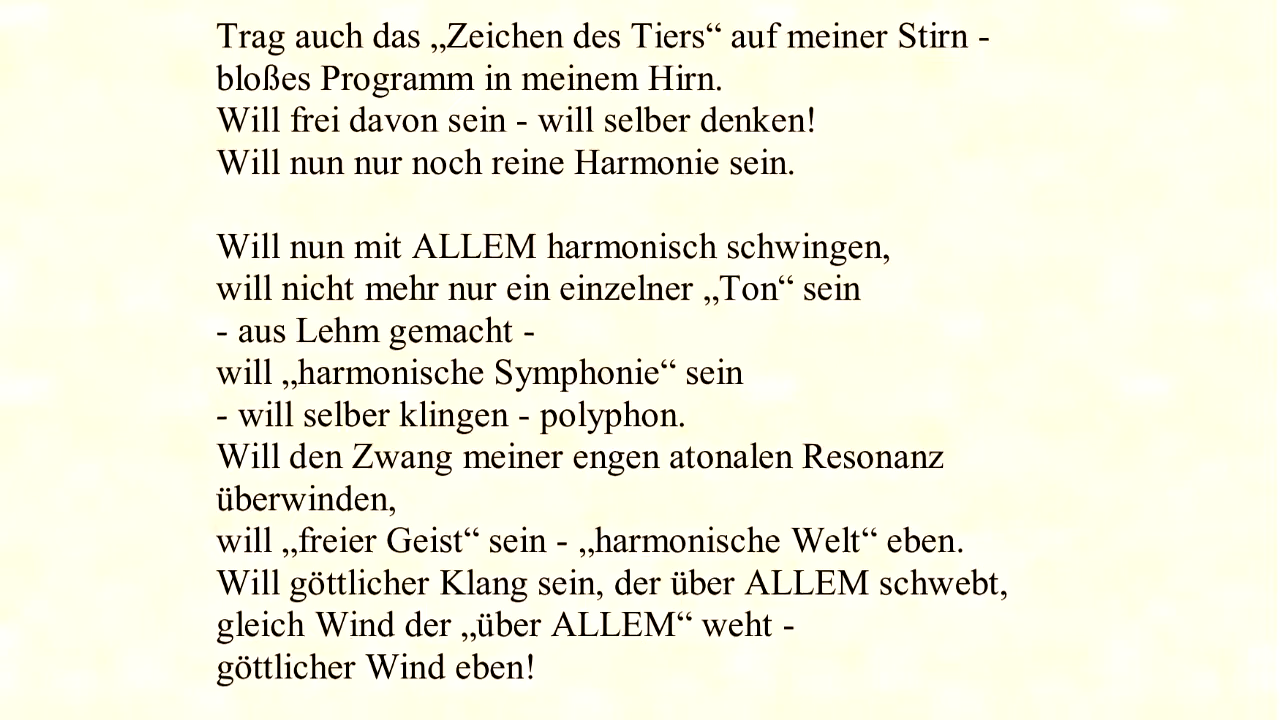 Trag auch das „Zeichen des Tiers“ auf meiner Stirn -
bloßes Programm in meinem Hirn.
Will frei davon sein - will selber denken!
Will nun nur noch reine Harmonie sein.
Will nun mit ALLEM harmonisch schwingen,
will nicht mehr nur ein einzelner „Ton“ sein
- aus Lehm gemacht -
will „harmonische Symphonie“ sein
- will selber klingen - polyphon.
Will den Zwang meiner engen atonalen Resonanz
überwinden,
will „freier Geist“ sein - „harmonische Welt“ eben.
Will göttlicher Klang sein, der über ALLEM schwebt,
gleich Wind der „über ALLEM“ weht -
göttlicher Wind eben!